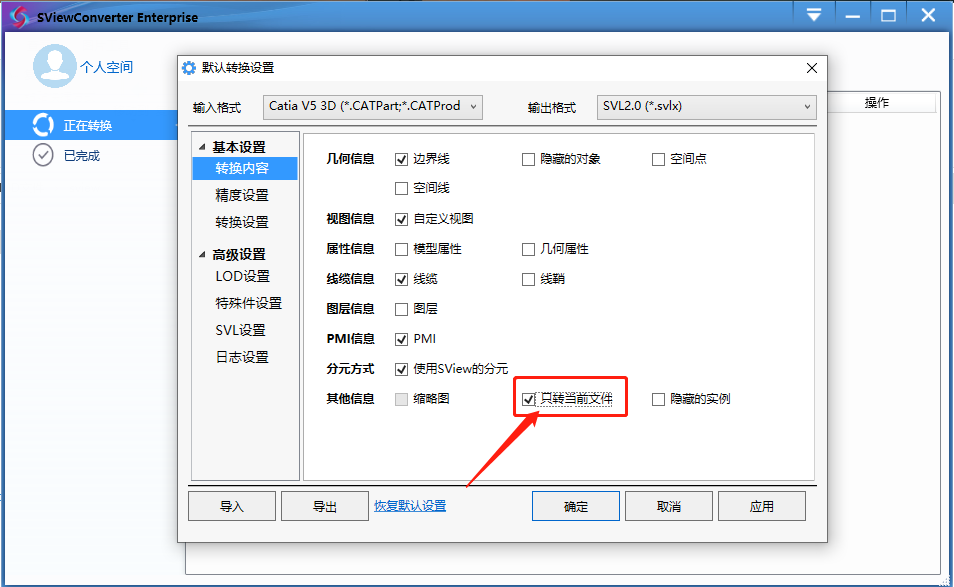 SViewConverter Enterprise
个人空间
正在转换
已完成
操作
默认转换设置
输入格式 Catia V5 3D (*.CATPart;*.CATProd 输出格式 SVL2.0 (*.svlx)
基本设置
转换内容
精度设置
转换设置
高级设置
LOD设置
特殊件设置
SVL设置
日志设置
几何信息 边界线 隐藏的对象 空间点
空间线
视图信息 自定义视图
属性信息 模型属性 几何属性
线缆信息 线缆 线鞘
图层信息 图层
PMI信息 PMI
分元方式 使用SView的分元
其他信息 缩略图 只转当前文件 隐藏的实例
导入 导出 恢复默认设置 确定 取消 应用